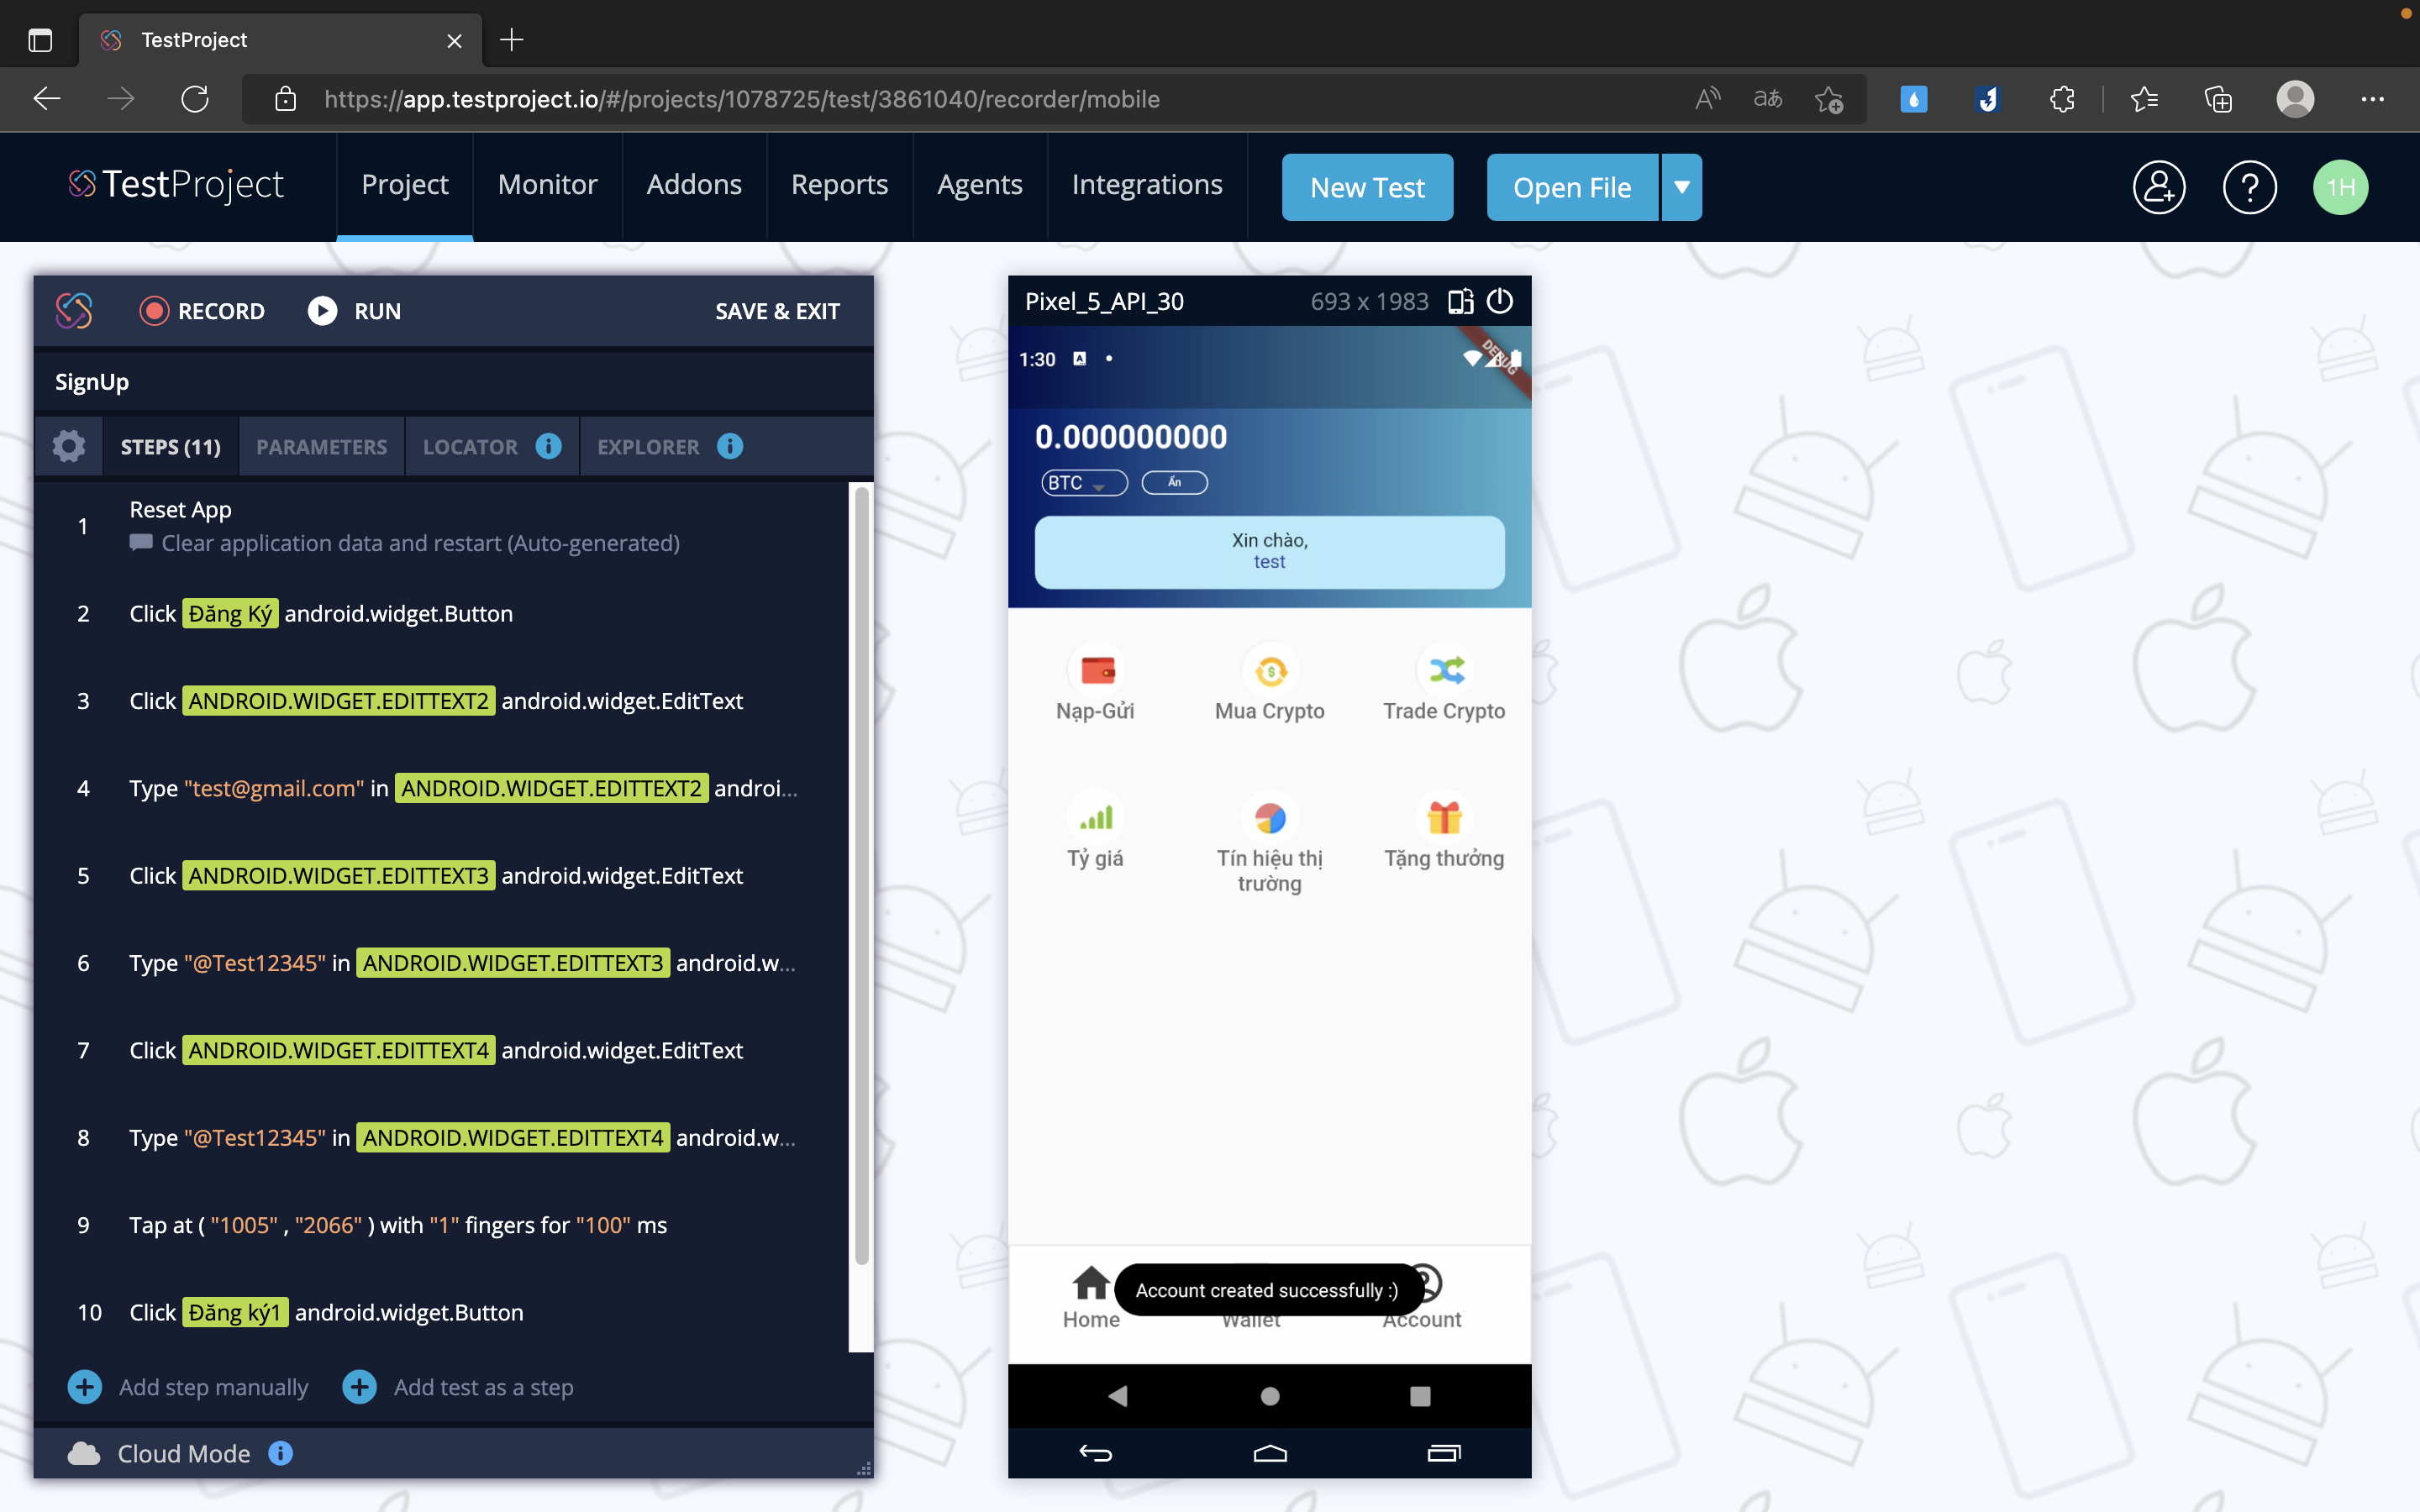 TestProject
https://app.testproject.io/#/projects/1078725/test/3861040/recorder/mobile
TestProject
Project
Monitor
Addons
Reports
Agents
Integrations
New Test
Open File
1H
RECORD
RUN
SAVE & EXIT
SignUp
STEPS (11)
PARAMETERS
LOCATOR
EXPLORER
1 Reset App
Clear application data and restart (Auto-generated)
2 Click Đăng Ký android.widget.Button
3 Click ANDROID.WIDGET.EDITTEXT2 android.widget.EditText
4 Type "test@gmail.com" in ANDROID.WIDGET.EDITTEXT2 androi...
5 Click ANDROID.WIDGET.EDITTEXT3 android.widget.EditText
6 Type "@Test12345" in ANDROID.WIDGET.EDITTEXT3 android.w...
7 Click ANDROID.WIDGET.EDITTEXT4 android.widget.EditText
8 Type "@Test12345" in ANDROID.WIDGET.EDITTEXT4 android.w...
9 Tap at ( "1005" , "2066" ) with "1" fingers for "100" ms
10 Click Đăng ký1 android.widget.Button
Add step manually
Add test as a step
Cloud Mode
Pixel_5_API_30
693 x 1983
1:30
DEBUG
0.000000000
BTC
Ẩn
Xin chào,
test
Nạp-Gửi
Mua Crypto
Trade Crypto
Tỷ giá
Tín hiệu thị
trường
Tặng thưởng
Account created successfully :)
Home
Wallet
Account